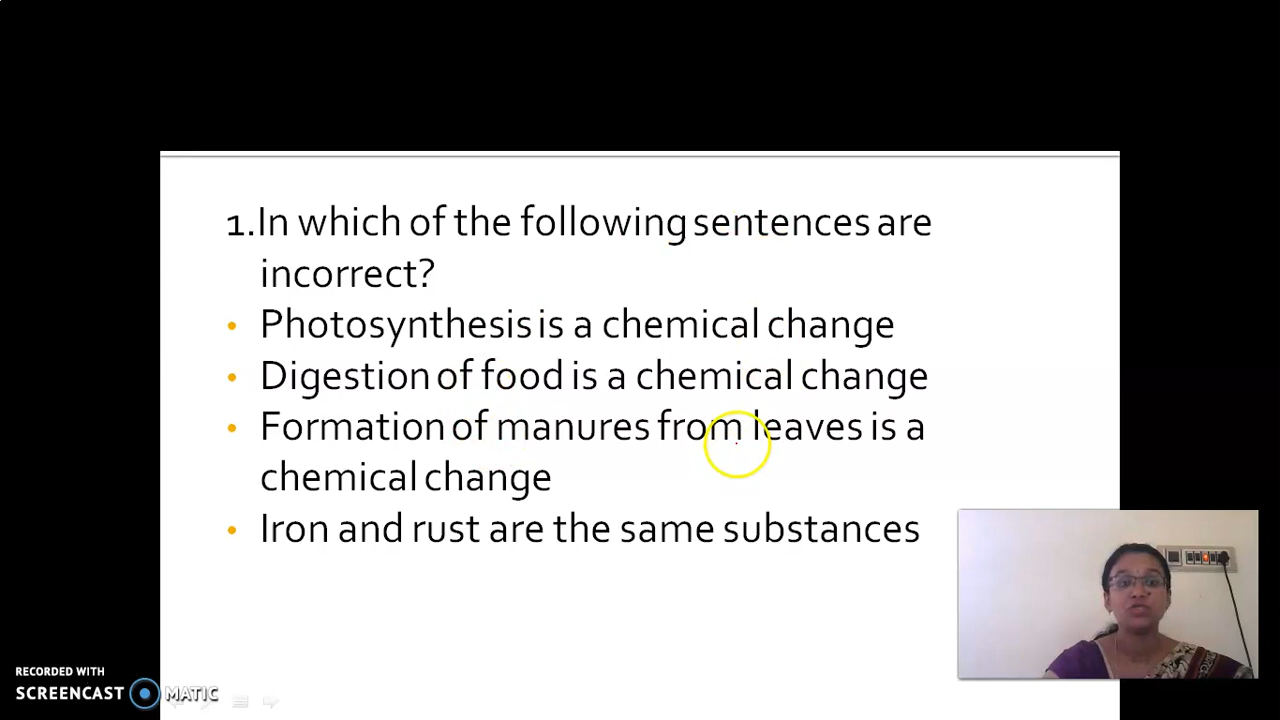 1.In which of the following sentences are
incorrect?
• Photosynthesis is a chemical change
• Digestion of food is a chemical change
• Formation of manures from leaves is a
chemical change
• Iron and rust are the same substances
RECORDED WITH
SCREENCAST MATIC